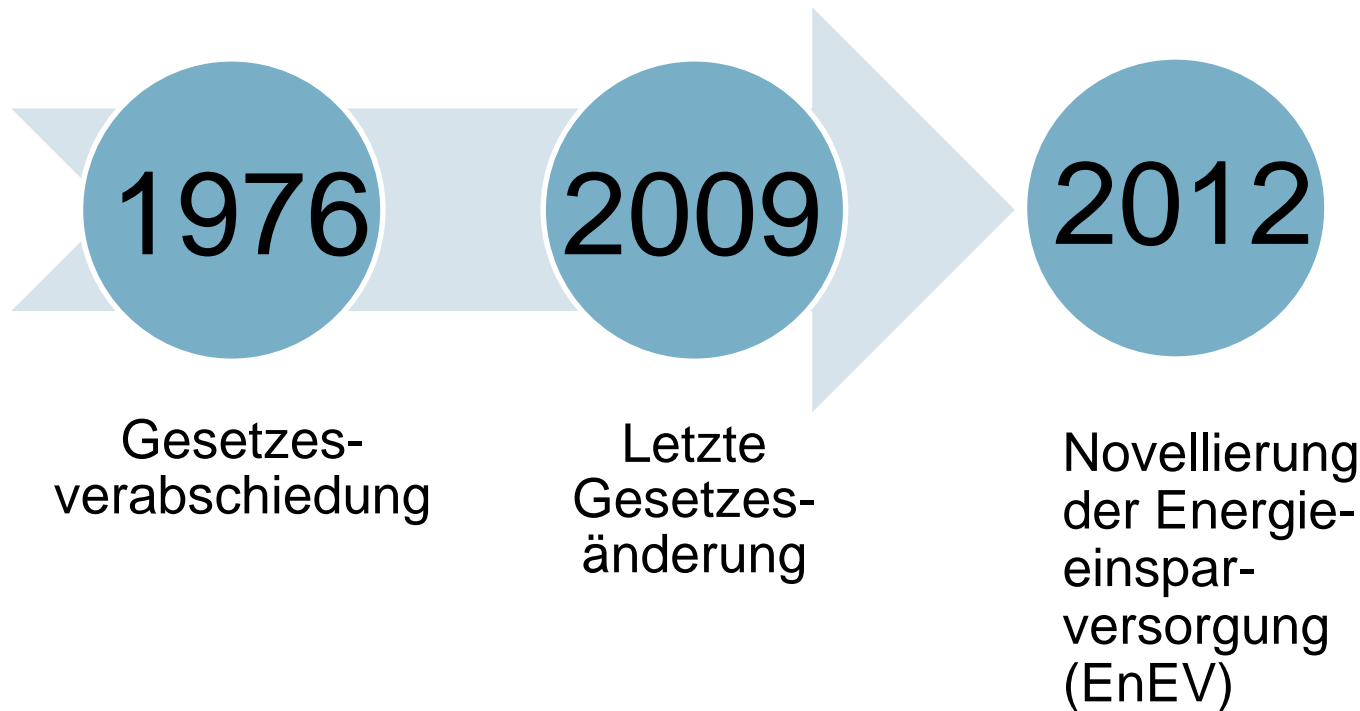 1976
2009
2012
Gesetzes-
verabschiedung
Letzte
Gesetzes-
änderung
Novellierung
der Energie-
einspar-
versorgung
(EnEV)